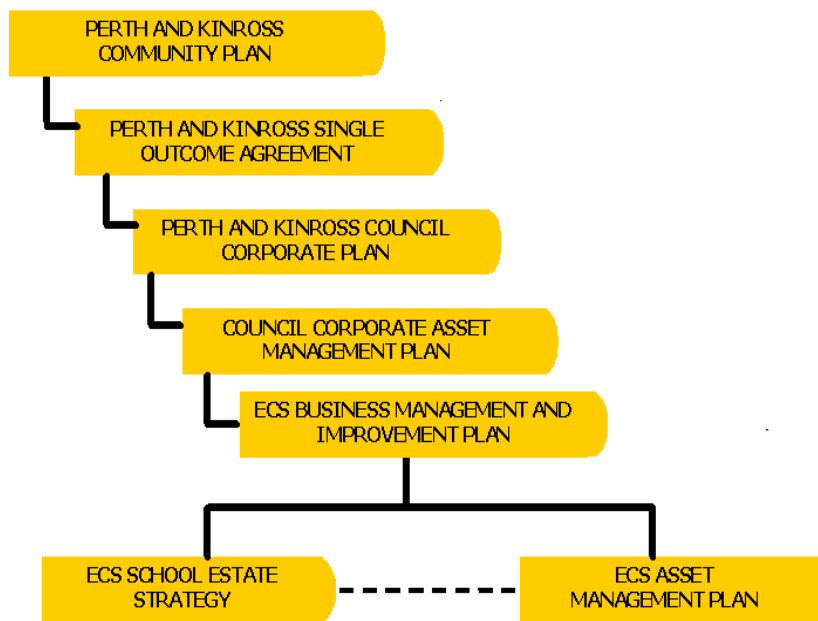 PERTH AND KINROSS
COMMUNITY PLAN
PERTH AND KINROSS SINGLE
OUTCOME AGREEMENT
PERTH AND KINROSS COUNCIL
CORPORATE PLAN
COUNCIL CORPORATE ASSET
MANAGEMENT PLAN
ECS BUSINESS MANAGEMENT AND
IMPROVEMENT PLAN
ECS SCHOOL ESTATE
STRATEGY
ECS ASSET
MANAGEMENT PLAN